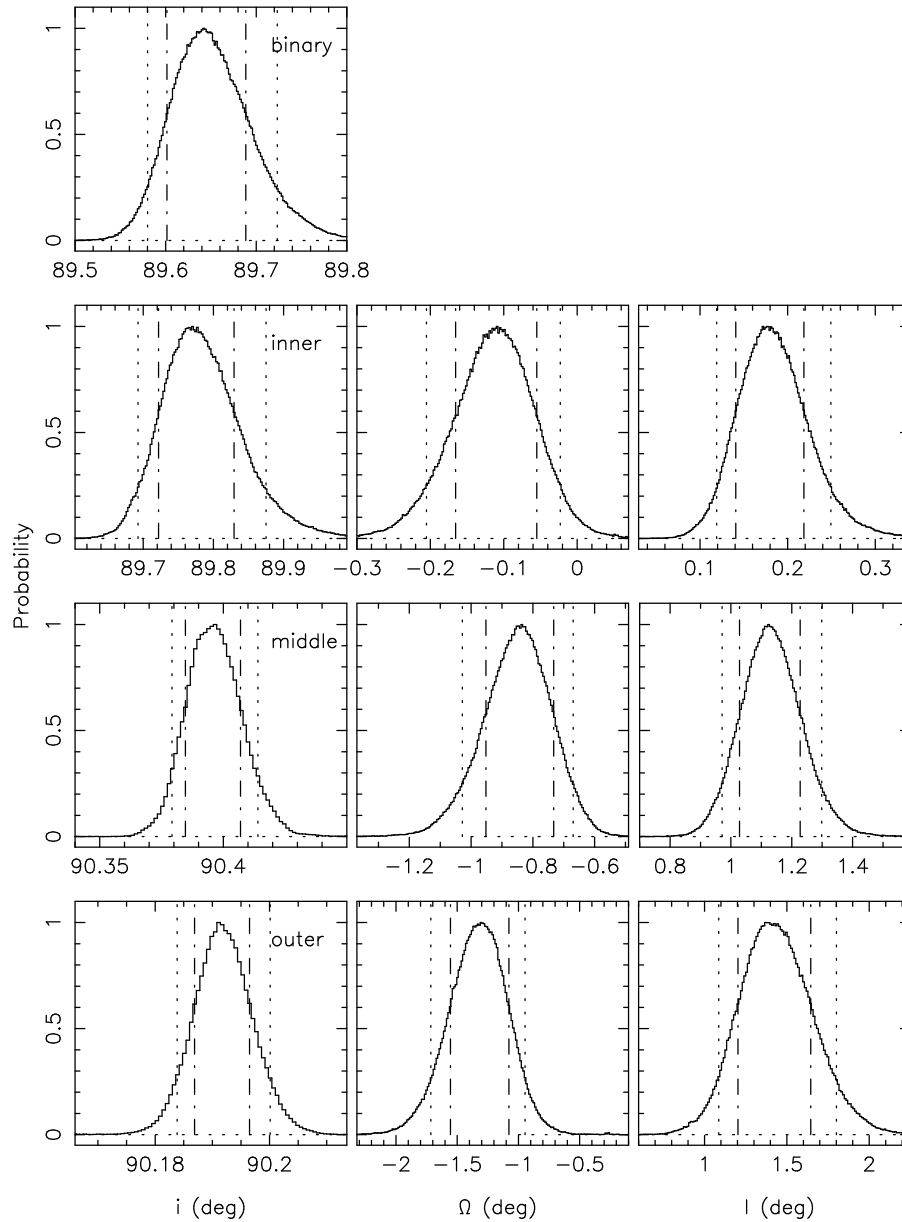 1
0.5
0
binary
89.5 89.6 89.7 89.8
1
0.5
0
inner
89.7 89.8 89.9
−0.3 −0.2 −0.1 0
0.1 0.2 0.3
Probability
1
0.5
0
middle
90.35 90.4
−1.2 −1 −0.8 −0.6
0.8 1 1.2 1.4
1
0.5
0
outer
90.18 90.2
−2 −1.5 −1 −0.5
1 1.5 2
i (deg)
Ω (deg)
I (deg)